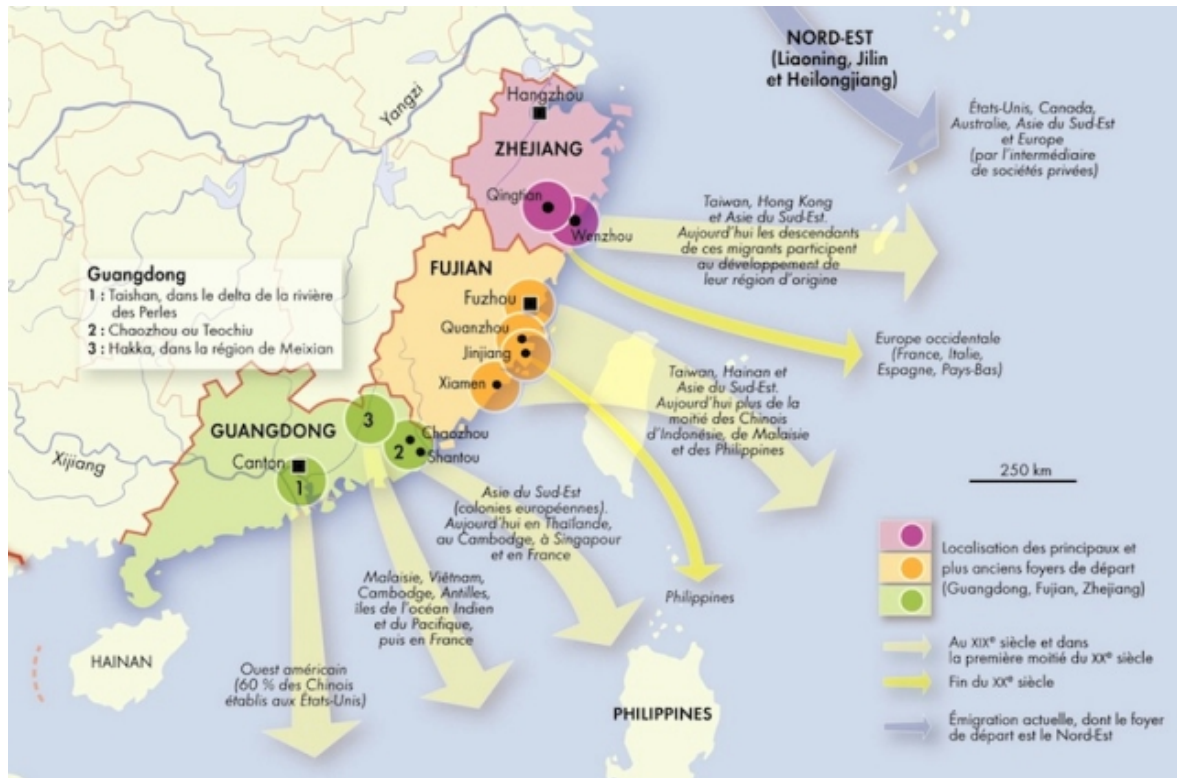 NORD-EST
(Liaoning, Jilin
et Heilongjiang)
États-Unis, Canada,
Australie, Asie du Sud-Est
et Europe
(par l'intermédiaire
de sociétés privées)
Yangzi
Hangzhou
ZHEJIANG
Qingtian
Wenzhou
Taiwan, Hong Kong
et Asie du Sud-Est.
Aujourd'hui les descendants
de ces migrants participent
au développement de
leur région d'origine
Guangdong
1 : Taishan, dans le delta de la rivière
des Perles
2 : Chaozhou ou Teochiu
3 : Hakka, dans la région de Meixian
FUJIAN
Fuzhou
Quanzhou
Jinjiang
Xiamen
Europe occidentale
(France, Italie,
Espagne, Pays-Bas)
Taiwan, Hainan et
Asie du Sud-Est.
Aujourd'hui plus de la
moitié des Chinois
d'Indonésie, de Malaisie
et des Philippines
GUANGDONG
3
Chaozhou
2
Shantou
Canton
1
Xijiang
250 km
Asie du Sud-Est
(colonies européennes).
Aujourd'hui en Thaïlande,
au Cambodge, à Singapour
et en France
Malaisie, Viêtnam,
Cambodge, Antilles,
îles de l'océan Indien
et du Pacifique,
puis en France
Philippines
HAINAN
Ouest américain
(60 % des Chinois
établis aux États-Unis)
PHILIPPINES
Localisation des principaux et
plus anciens foyers de départ
(Guangdong, Fujian, Zhejiang)
Au XIXe siècle et dans
la première moitié du XXe siècle
Fin du XXe siècle
Émigration actuelle, dont le foyer
de départ est le Nord-Est